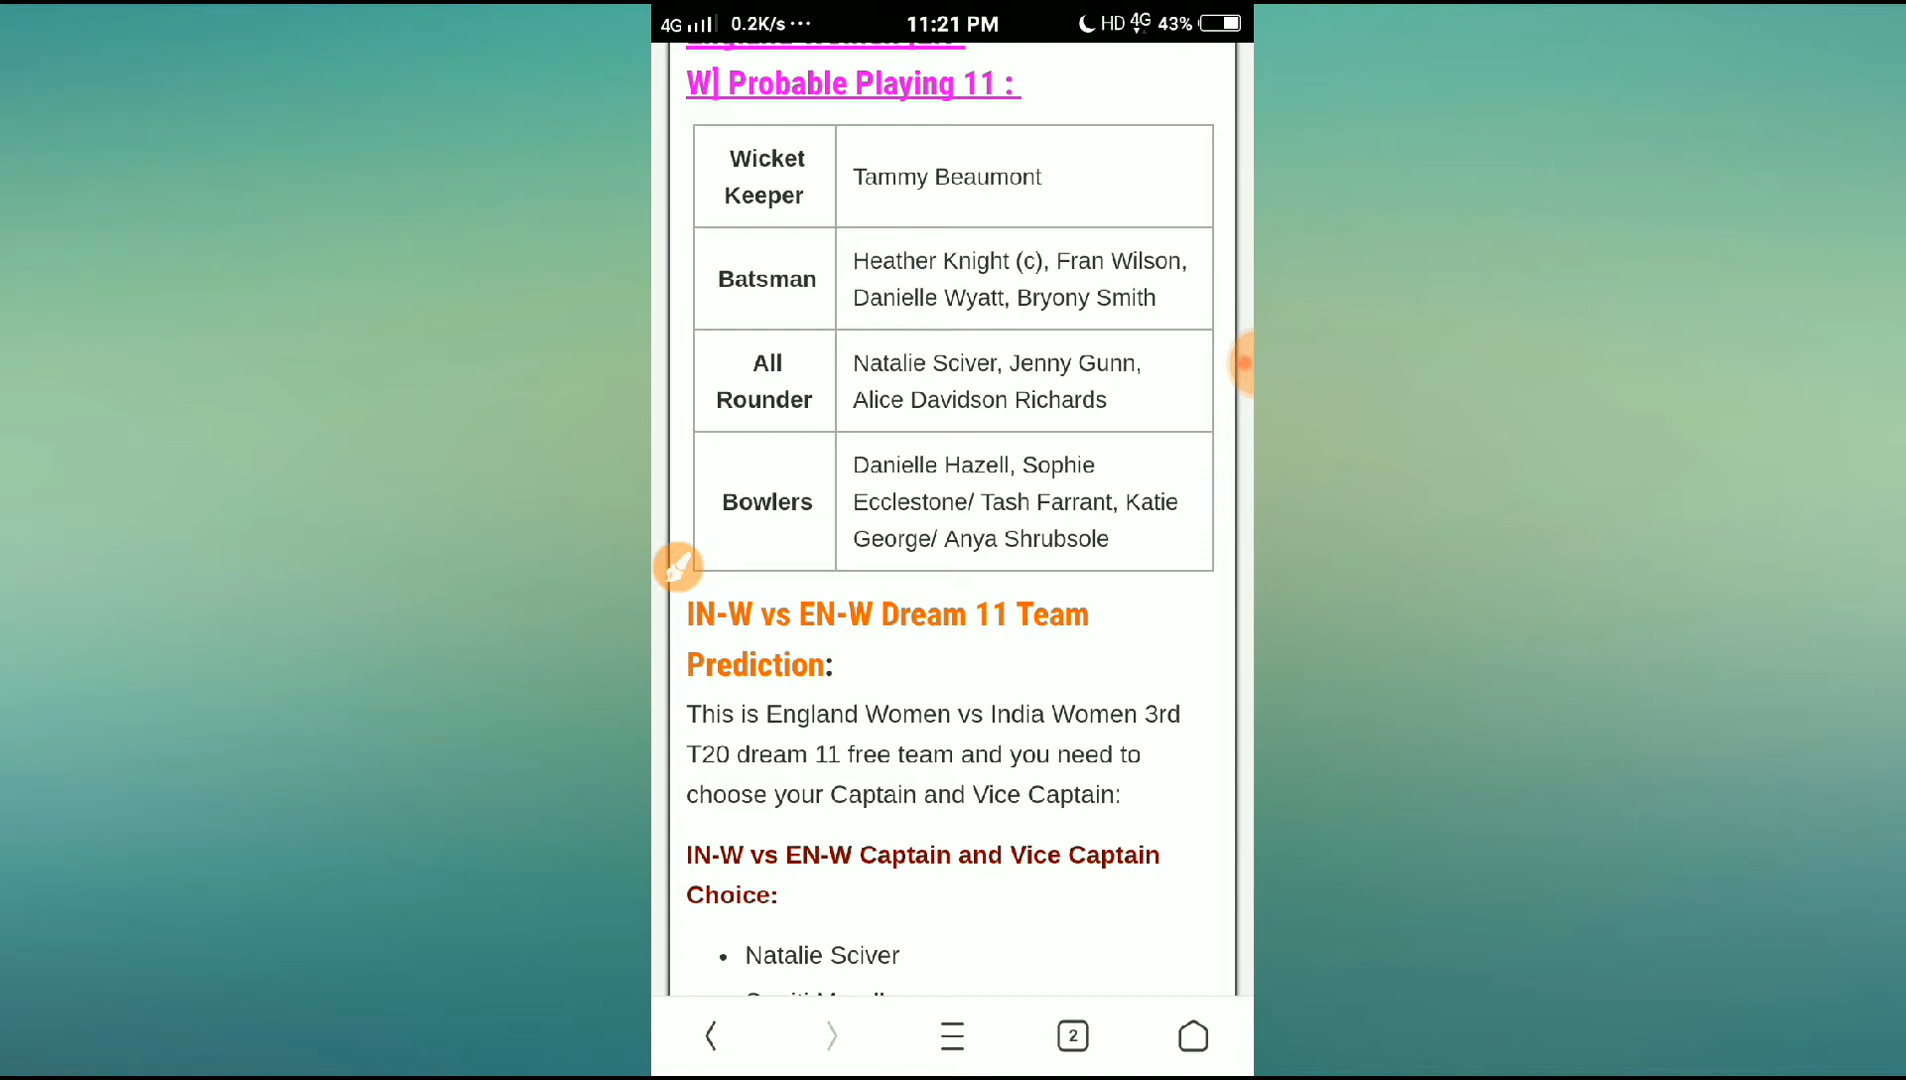 4G 0.2K/s ... 11:21 PM HD 4G 43%
W] Probable Playing 11 :
Wicket
Keeper
Tammy Beaumont
Batsman
Heather Knight (c), Fran Wilson,
Danielle Wyatt, Bryony Smith
All
Rounder
Natalie Sciver, Jenny Gunn,
Alice Davidson Richards
Bowlers
Danielle Hazell, Sophie
Ecclestone/ Tash Farrant, Katie
George/ Anya Shrubsole
IN-W vs EN-W Dream 11 Team
Prediction:
This is England Women vs India Women 3rd
T20 dream 11 free team and you need to
choose your Captain and Vice Captain:
IN-W vs EN-W Captain and Vice Captain
Choice:
• Natalie Sciver
2